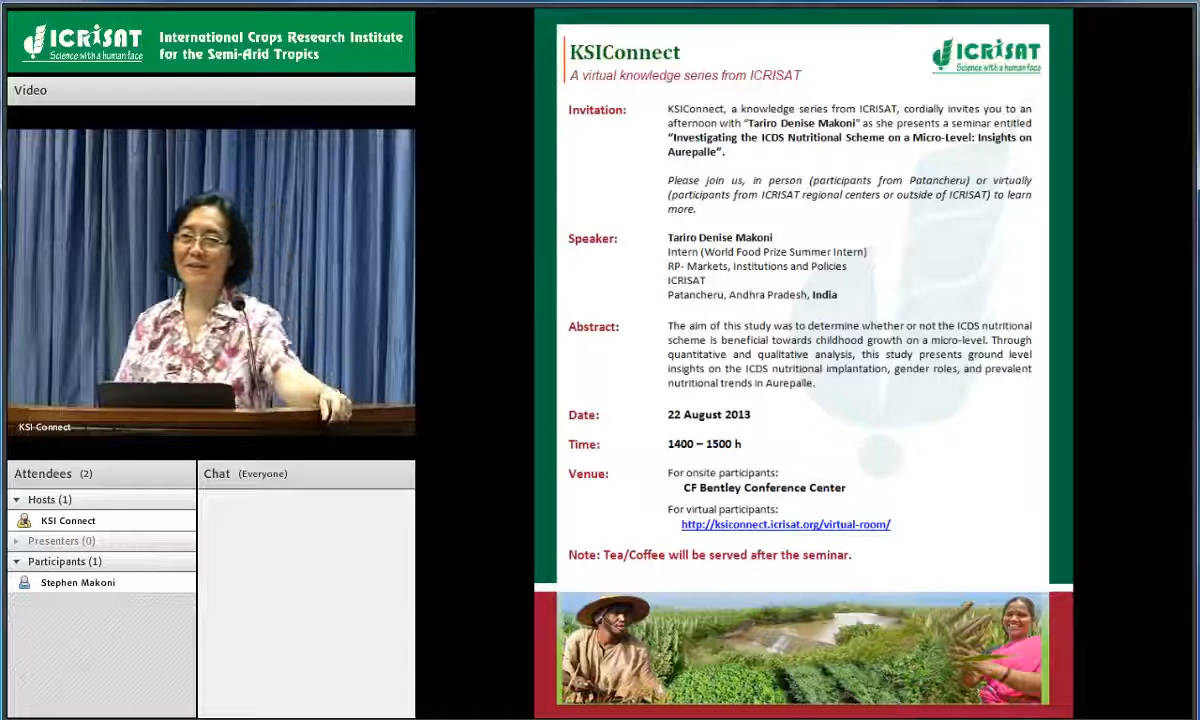 ICRISAT
Science with a human face
International Crops Research Institute
for the Semi-Arid Tropics
Video
KSI Connect
Attendees (2)
Hosts (1)
KSI Connect
Presenters (0)
Participants (1)
Stephen Makoni
Chat (Everyone)
KSIConnect
A virtual knowledge series from ICRISAT
ICRISAT
Science with a human face
Invitation:
KSIConnect, a knowledge series from ICRISAT, cordially invites you to an
afternoon with “Tariro Denise Makoni” as she presents a seminar entitled
“Investigating the ICDS Nutritional Scheme on a Micro-Level: Insights on
Aurepalle”.
Please join us, in person (participants from Patancheru) or virtually
(participants from ICRISAT regional centers or outside of ICRISAT) to learn
more.
Speaker:
Tariro Denise Makoni
Intern (World Food Prize Summer Intern)
RP- Markets, Institutions and Policies
ICRISAT
Patancheru, Andhra Pradesh, India
Abstract:
The aim of this study was to determine whether or not the ICDS nutritional
scheme is beneficial towards childhood growth on a micro-level. Through
quantitative and qualitative analysis, this study presents ground level
insights on the ICDS nutritional implantation, gender roles, and prevalent
nutritional trends in Aurepalle.
Date:
22 August 2013
Time:
1400 – 1500 h
Venue:
For onsite participants:
CF Bentley Conference Center
For virtual participants:
http://ksiconnect.icrisat.org/virtual-room/
Note: Tea/Coffee will be served after the seminar.